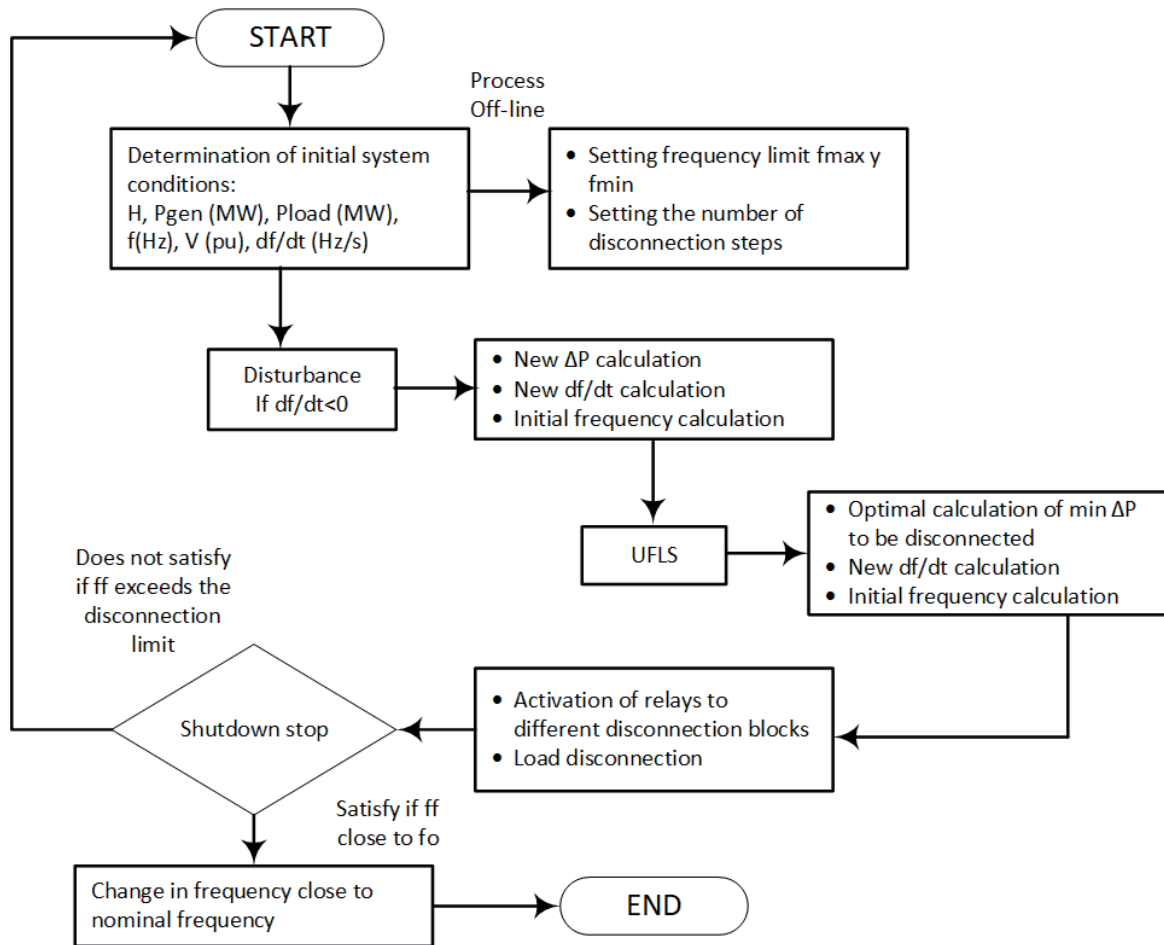 START
Process
Off-line
Determination of initial system
conditions:
H, Pgen (MW), Pload (MW),
f(Hz), V (pu), df/dt (Hz/s)
• Setting frequency limit fmax y
fmin
• Setting the number of
disconnection steps
Disturbance
If df/dt<0
• New ΔP calculation
• New df/dt calculation
• Initial frequency calculation
UFLS
• Optimal calculation of min ΔP
to be disconnected
• New df/dt calculation
• Initial frequency calculation
Does not satisfy
if ff exceeds the
disconnection
limit
Shutdown stop
• Activation of relays to
different disconnection blocks
• Load disconnection
Satisfy if ff
close to fo
Change in frequency close to
nominal frequency
END